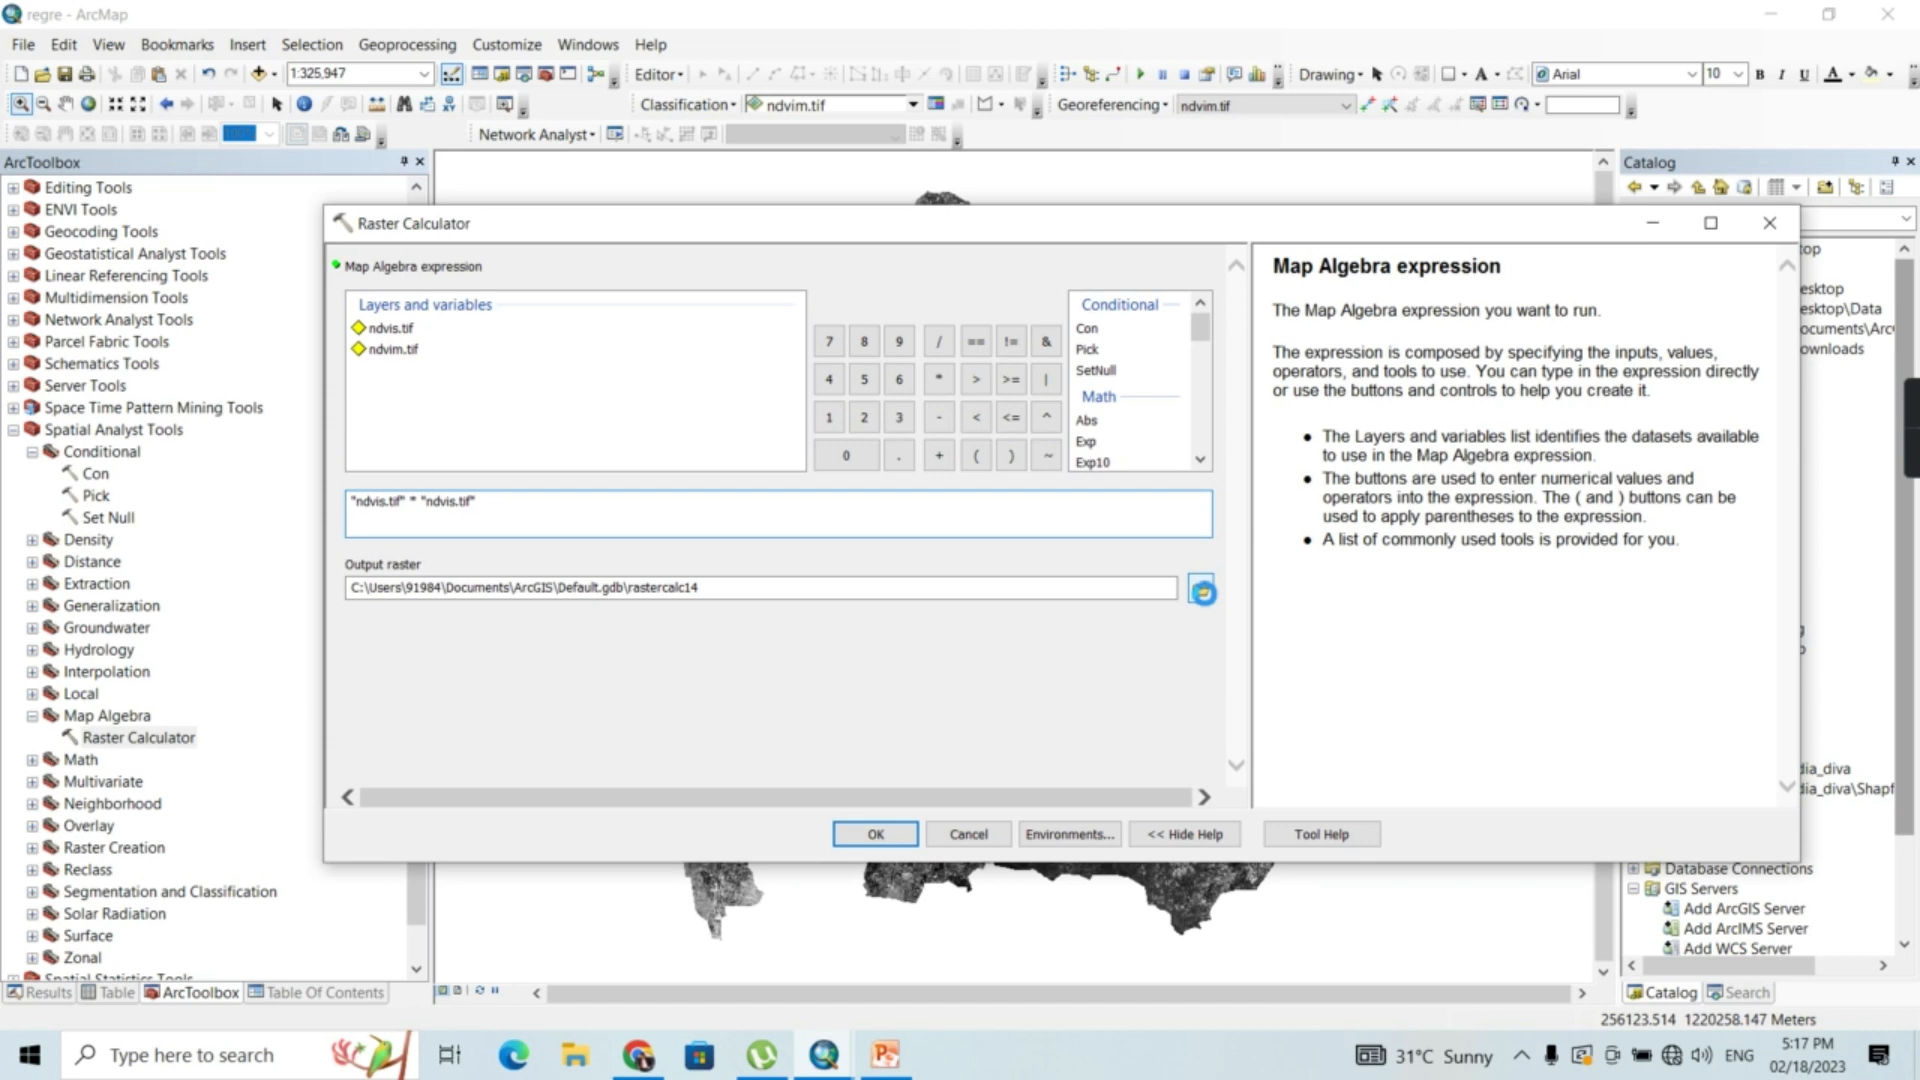 regre - ArcMap
File Edit View Bookmarks Insert Selection Geoprocessing Customize Windows Help
1:325,947 Editor Drawing Arial 10 B I U A
Classification ndvim.tif Georeferencing ndvim.tif
Network Analyst
ArcToolbox
Editing Tools
ENVI Tools
Geocoding Tools
Geostatistical Analyst Tools
Linear Referencing Tools
Multidimension Tools
Network Analyst Tools
Parcel Fabric Tools
Schematics Tools
Server Tools
Space Time Pattern Mining Tools
Spatial Analyst Tools
Conditional
Con
Pick
Set Null
Density
Distance
Extraction
Generalization
Groundwater
Hydrology
Interpolation
Local
Map Algebra
Raster Calculator
Math
Multivariate
Neighborhood
Overlay
Raster Creation
Reclass
Segmentation and Classification
Solar Radiation
Surface
Zonal
Spatial Statistics Tools
Results Table ArcToolbox Table Of Contents
Raster Calculator
Map Algebra expression
Layers and variables
ndvis.tif
ndvim.tif
7 8 9 / == != &
4 5 6 * > >= |
1 2 3 - < <= ^
0 . + ( ) ~
Conditional
Con
Pick
SetNull
Math
Abs
Exp
Exp10
"ndvis.tif" * "ndvis.tif"
Output raster
C:\Users\91984\Documents\ArcGIS\Default.gdb\rastercalc14
OK Cancel Environments... << Hide Help Tool Help
Map Algebra expression
The Map Algebra expression you want to run.
The expression is composed by specifying the inputs, values,
operators, and tools to use. You can type in the expression directly
or use the buttons and controls to help you create it.
• The Layers and variables list identifies the datasets available
to use in the Map Algebra expression.
• The buttons are used to enter numerical values and
operators into the expression. The ( and ) buttons can be
used to apply parentheses to the expression.
• A list of commonly used tools is provided for you.
Catalog
top
esktop
esktop\Data
ocuments\Arc
ownloads
dia_diva
dia_diva\Shapf
Database Connections
GIS Servers
Add ArcGIS Server
Add ArcIMS Server
Add WCS Server
Catalog Search
256123.514 1220258.147 Meters
Type here to search
31°C Sunny
ENG
5:17 PM
02/18/2023